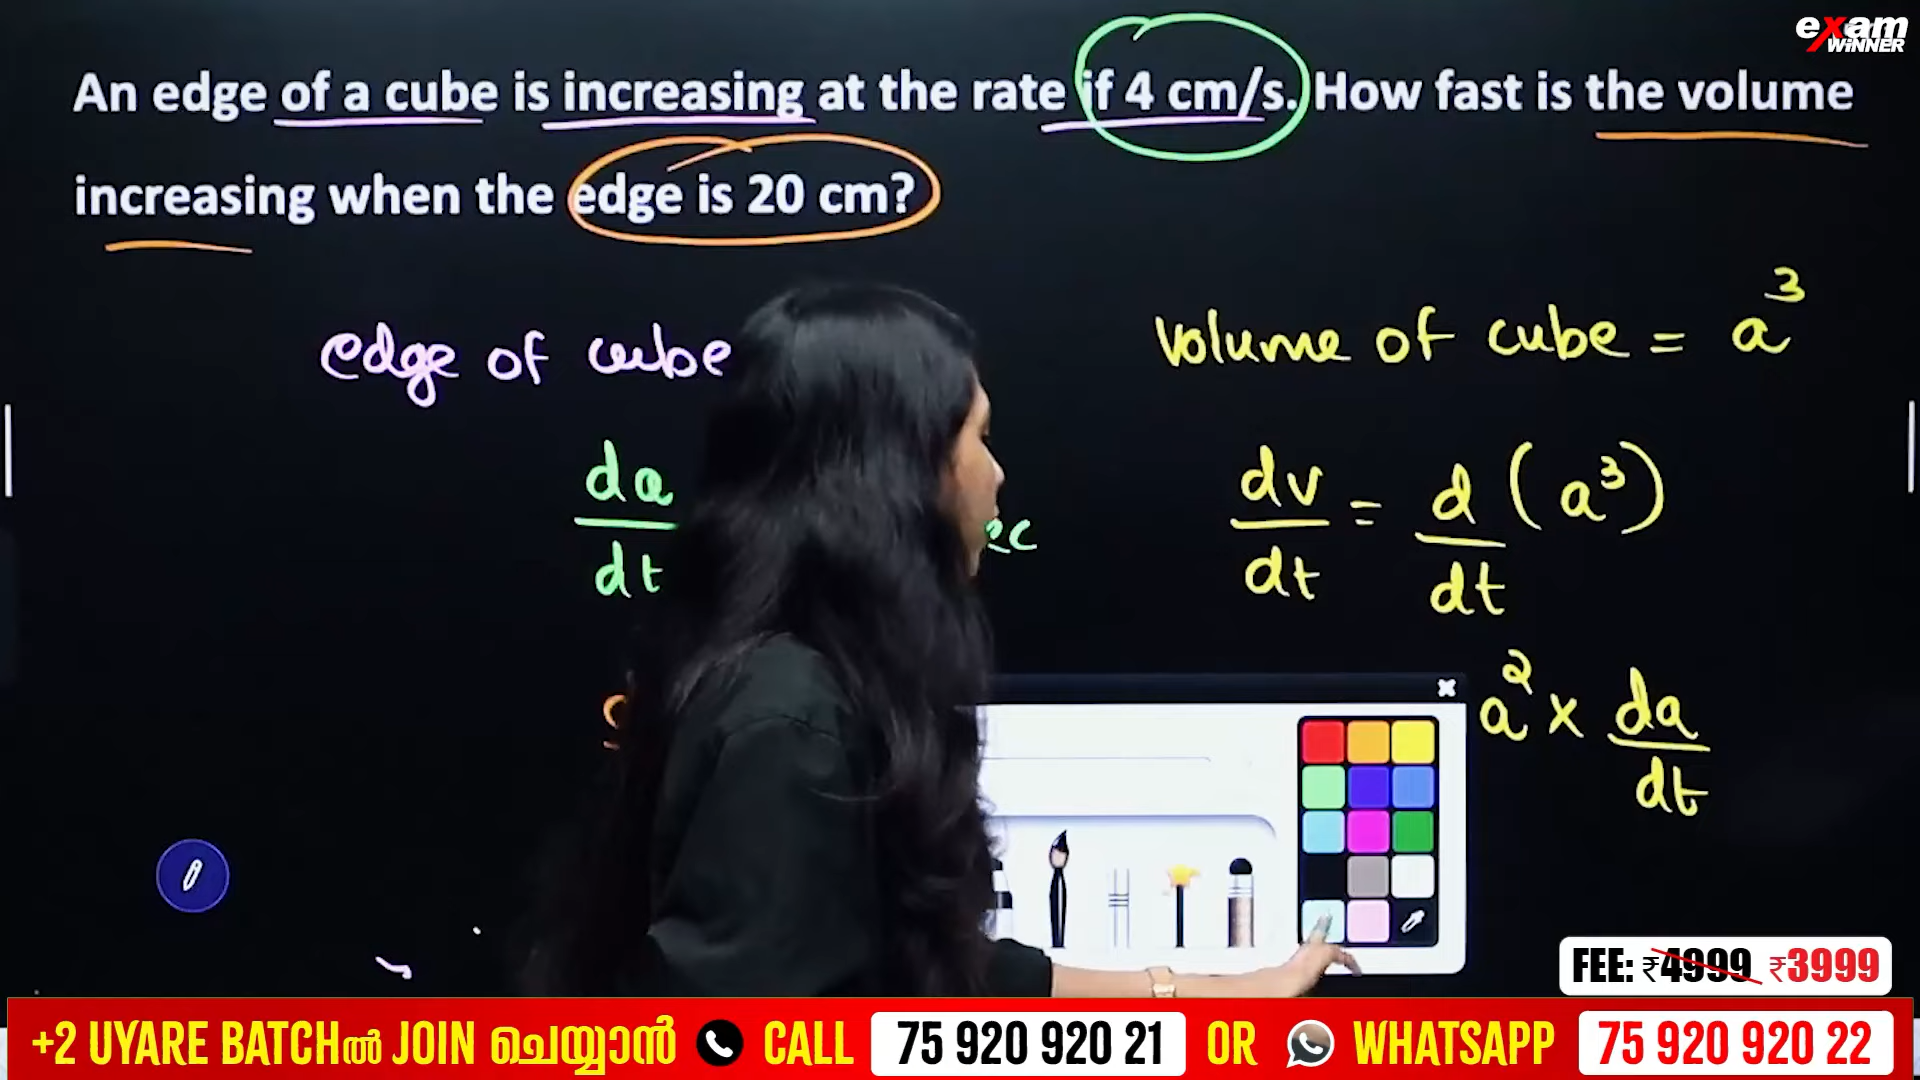 exam
WINNER
An edge of a cube is increasing at the rate if 4 cm/s. How fast is the volume
increasing when the edge is 20 cm?
edge of cube
da
dt
ec
Volume of cube = a³
dv/dt = d/dt (a³)
a² × da/dt
FEE: ₹4999 ₹3999
+2 UYARE BATCHൽ JOIN ചെയ്യാൻ CALL 75 920 920 21 OR WHATSAPP 75 920 920 22